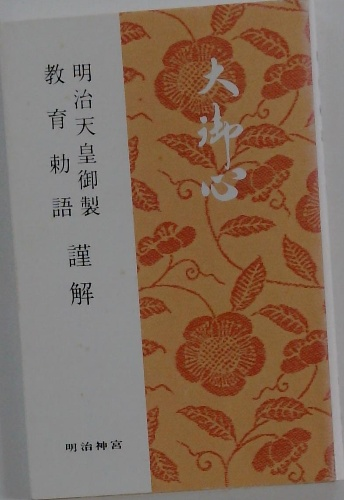 大御心
明治天皇御製
教育勅語
謹解
明治神宮